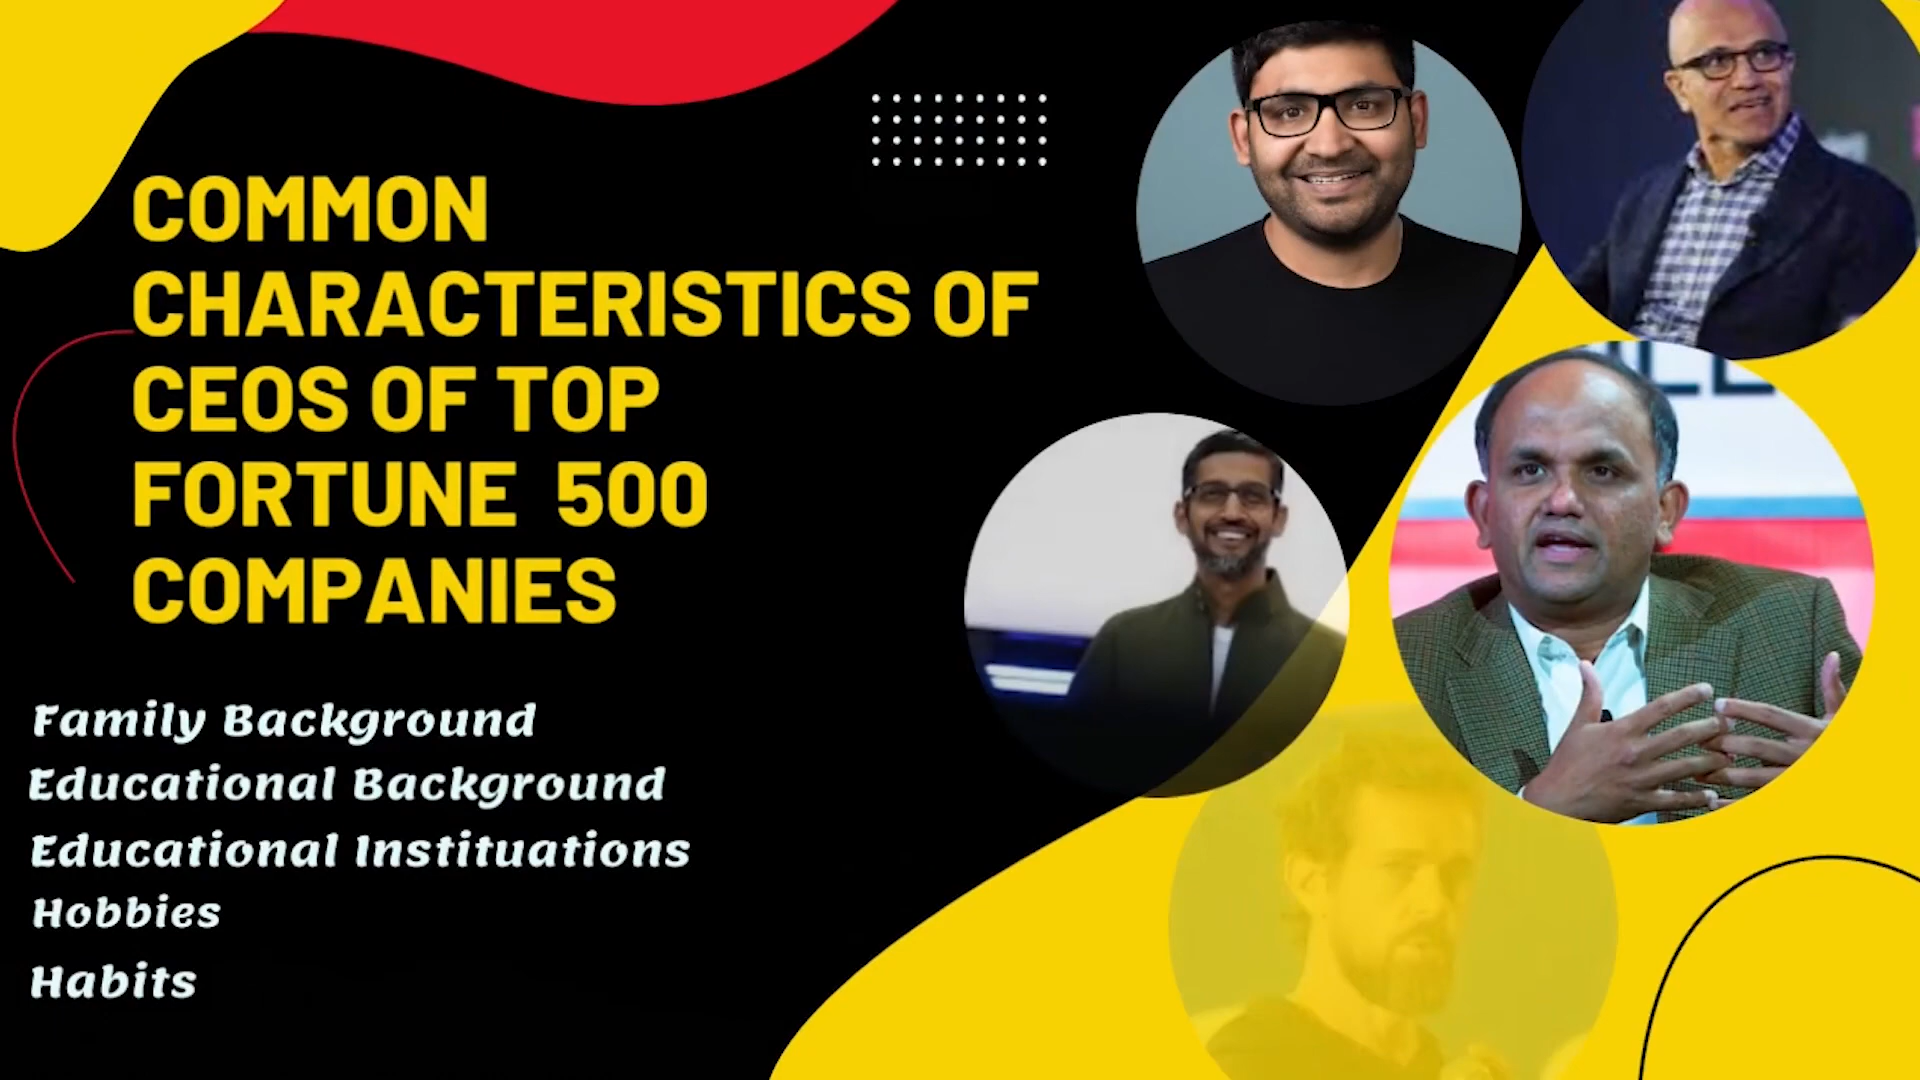 COMMON
CHARACTERISTICS OF
CEOS OF TOP
FORTUNE 500
COMPANIES
Family Background
Educational Background
Educational Instituations
Hobbies
Habits